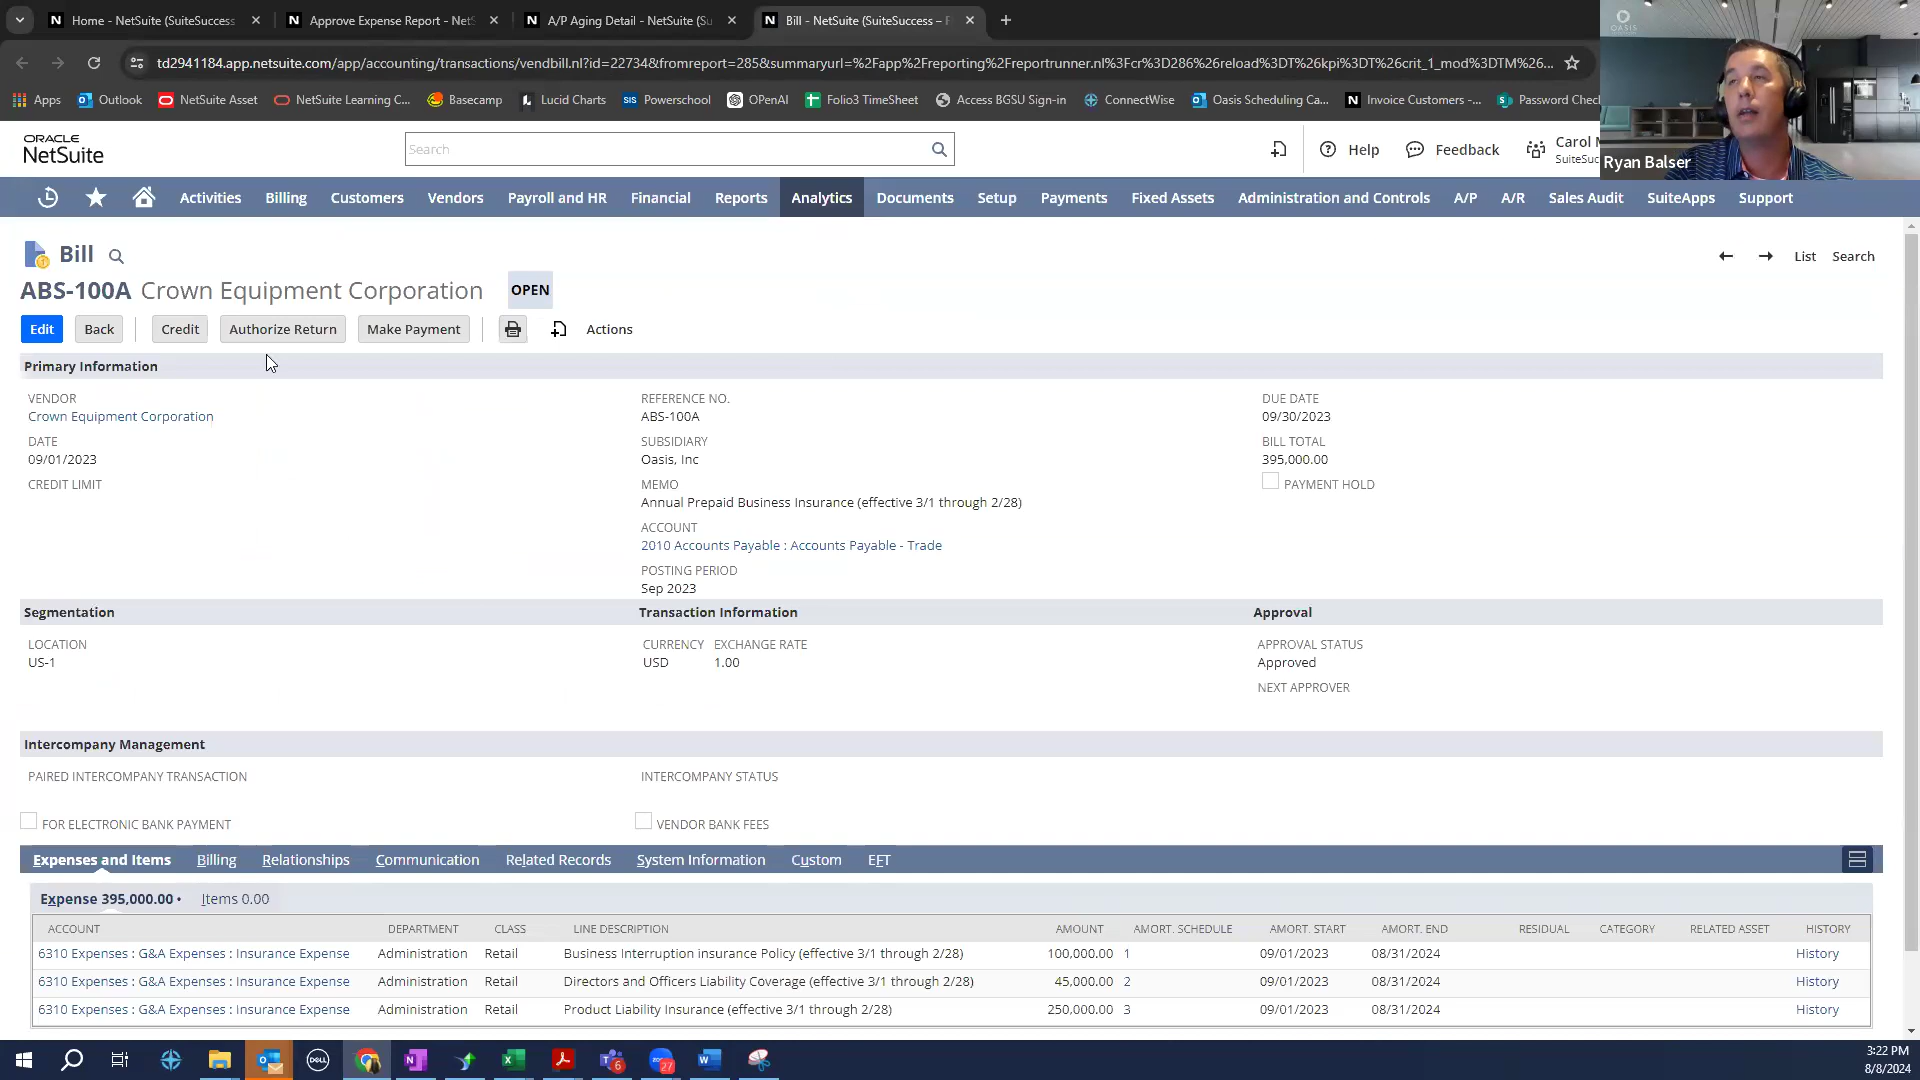 Home - NetSuite (SuiteSuccess
Approve Expense Report - NetS
A/P Aging Detail - NetSuite (Su
Bill - NetSuite (SuiteSuccess – F
td2941184.app.netsuite.com/app/accounting/transactions/vendbill.nl?id=22734&fromreport=285&summaryurl=%2Fapp%2Freporting%2Freportrunner.nl%3Fcr%3D286%26reload%3DT%26kpi%3DT%26crit_1_mod%3DTM%26...
Apps
Outlook
NetSuite Asset
NetSuite Learning C...
Basecamp
Lucid Charts
SIS Powerschool
OPenAI
Folio3 TimeSheet
Access BGSU Sign-in
ConnectWise
Oasis Scheduling Ca...
Invoice Customers -...
Password Chec
OASIS
Ryan Balser
ORACLE
NetSuite
Search
Help
Feedback
Carol M
SuiteSuc
Activities Billing Customers Vendors Payroll and HR Financial Reports Analytics Documents Setup Payments Fixed Assets Administration and Controls A/P A/R Sales Audit SuiteApps Support
Bill
List Search
ABS-100A Crown Equipment Corporation OPEN
Edit Back Credit Authorize Return Make Payment Actions
Primary Information
VENDOR
Crown Equipment Corporation
DATE
09/01/2023
CREDIT LIMIT
REFERENCE NO.
ABS-100A
SUBSIDIARY
Oasis, Inc
MEMO
Annual Prepaid Business Insurance (effective 3/1 through 2/28)
ACCOUNT
2010 Accounts Payable : Accounts Payable - Trade
POSTING PERIOD
Sep 2023
DUE DATE
09/30/2023
BILL TOTAL
395,000.00
PAYMENT HOLD
Segmentation
LOCATION
US-1
Transaction Information
CURRENCY EXCHANGE RATE
USD 1.00
Approval
APPROVAL STATUS
Approved
NEXT APPROVER
Intercompany Management
PAIRED INTERCOMPANY TRANSACTION
INTERCOMPANY STATUS
FOR ELECTRONIC BANK PAYMENT
VENDOR BANK FEES
Expenses and Items Billing Relationships Communication Related Records System Information Custom EFT
Expense 395,000.00 • Items 0.00
ACCOUNT DEPARTMENT CLASS LINE DESCRIPTION AMOUNT AMORT. SCHEDULE AMORT. START AMORT. END RESIDUAL CATEGORY RELATED ASSET HISTORY
6310 Expenses : G&A Expenses : Insurance Expense Administration Retail Business Interruption insurance Policy (effective 3/1 through 2/28) 100,000.00 1 09/01/2023 08/31/2024 History
6310 Expenses : G&A Expenses : Insurance Expense Administration Retail Directors and Officers Liability Coverage (effective 3/1 through 2/28) 45,000.00 2 09/01/2023 08/31/2024 History
6310 Expenses : G&A Expenses : Insurance Expense Administration Retail Product Liability Insurance (effective 3/1 through 2/28) 250,000.00 3 09/01/2023 08/31/2024 History
3:22 PM
8/8/2024